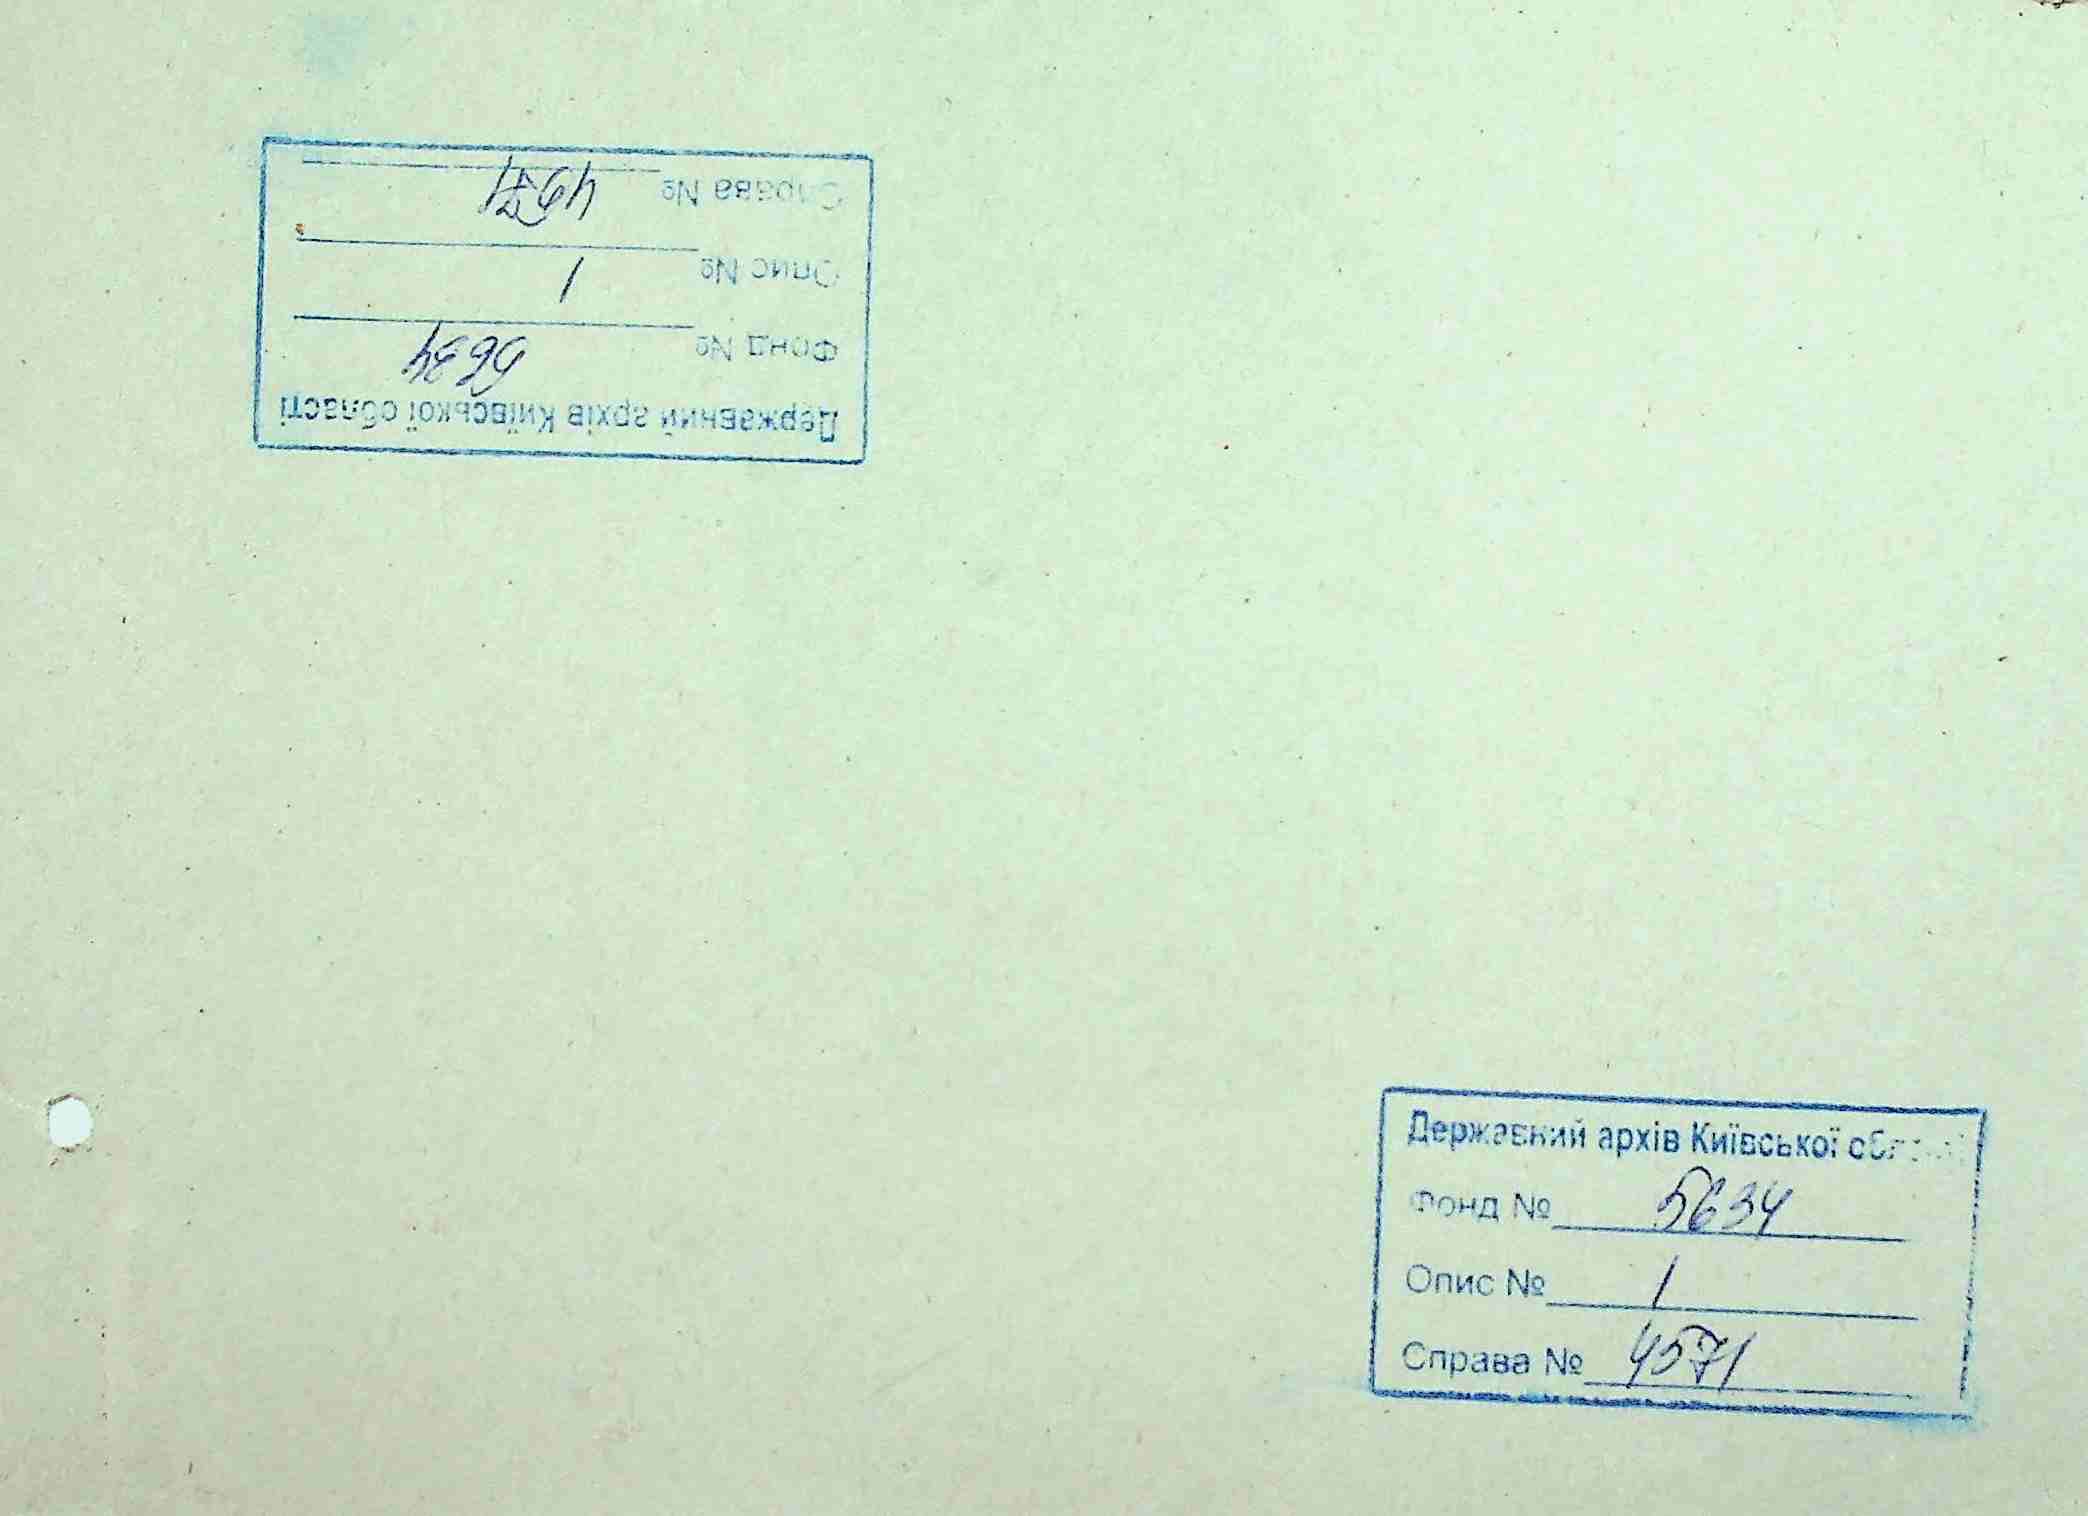 Державний архів Київської області
Фонд № 5634
Опис № 1
Справа № 4571
Державний архів Київської
Фонд № 5634
Опис № 1
Справа № 4571